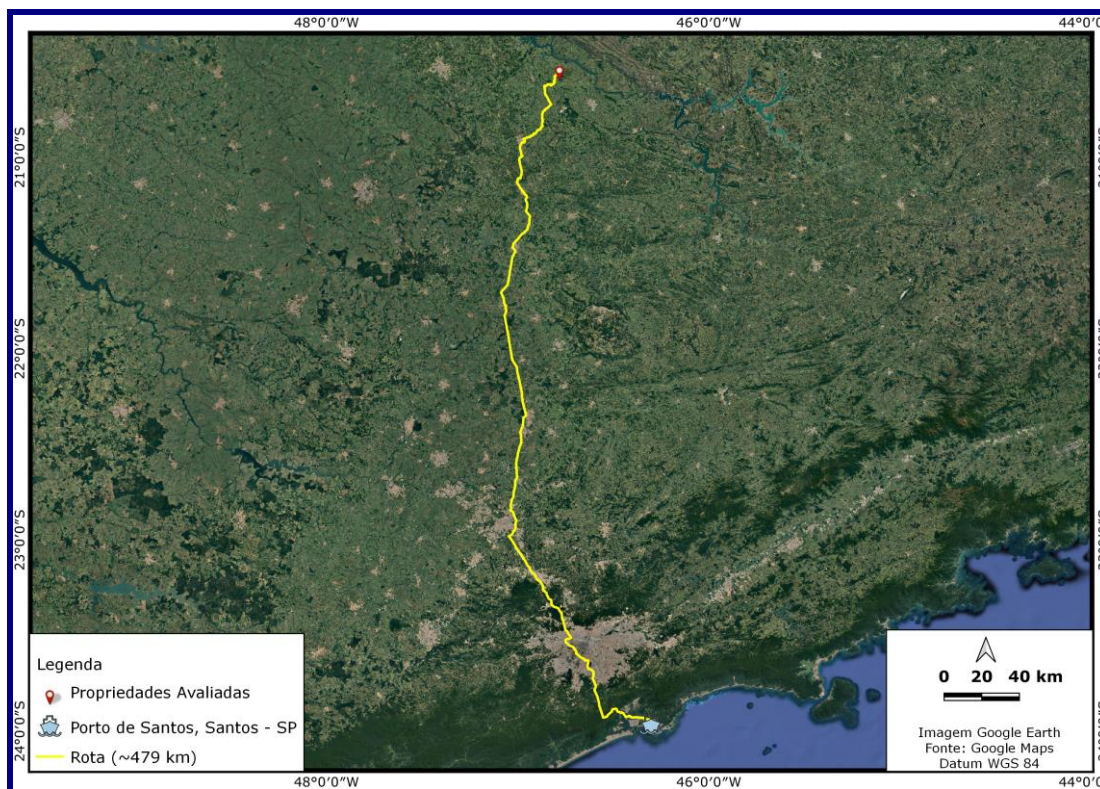 48°0'0"W
46°0'0"W
44°0'0
21°0'0"S
22°0'0"S
23°0'0"S
24°0'0"S
Legenda
Propriedades Avaliadas
Porto de Santos, Santos - SP
Rota (~479 km)
0 20 40 km
Imagem Google Earth
Fonte: Google Maps
Datum WGS 84
48°0'0"W
46°0'0"W
44°0'0